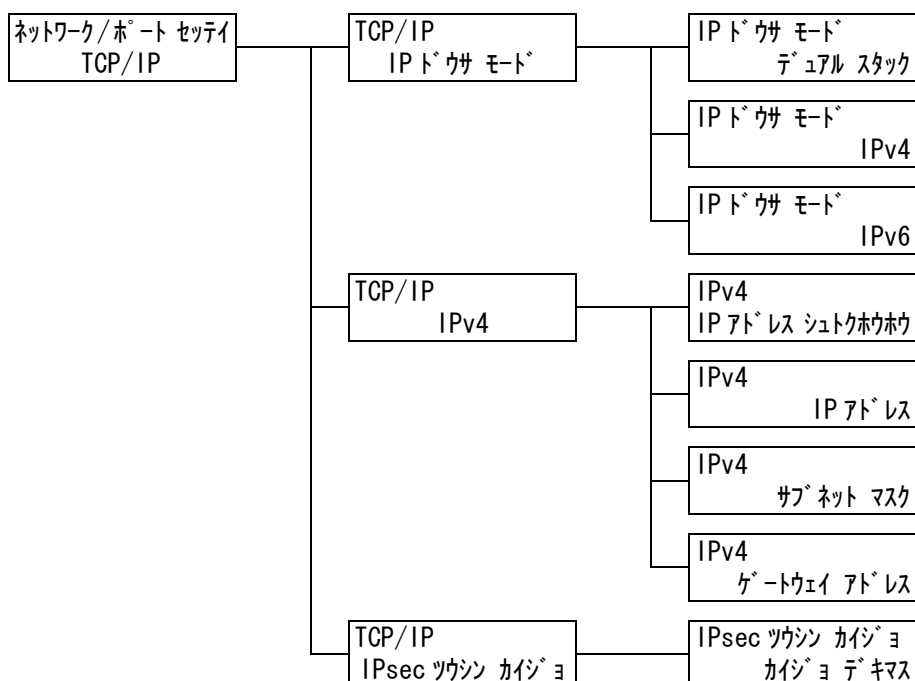 ﾈｯﾄﾜｰｸ/ﾎﾟｰﾄ ｾｯﾃｲ
TCP/IP
TCP/IP
IP ﾄﾞｳｻ ﾓｰﾄﾞ
IP ﾄﾞｳｻ ﾓｰﾄﾞ
ﾃﾞｭｱﾙ ｽﾀｯｸ
IP ﾄﾞｳｻ ﾓｰﾄﾞ
IPv4
IP ﾄﾞｳｻ ﾓｰﾄﾞ
IPv6
TCP/IP
IPv4
IPv4
IP ｱﾄﾞﾚｽ ｼｭﾄｸﾎｳﾎｳ
IPv4
IP ｱﾄﾞﾚｽ
IPv4
ｻﾌﾞﾈｯﾄ ﾏｽｸ
IPv4
ｹﾞｰﾄｳｪｲ ｱﾄﾞﾚｽ
TCP/IP
IPsec ﾂｳｼﾝ ｶｲｼﾞｮ
IPsec ﾂｳｼﾝ ｶｲｼﾞｮ
ｶｲｼﾞｮ ﾃﾞｷﾏｽ